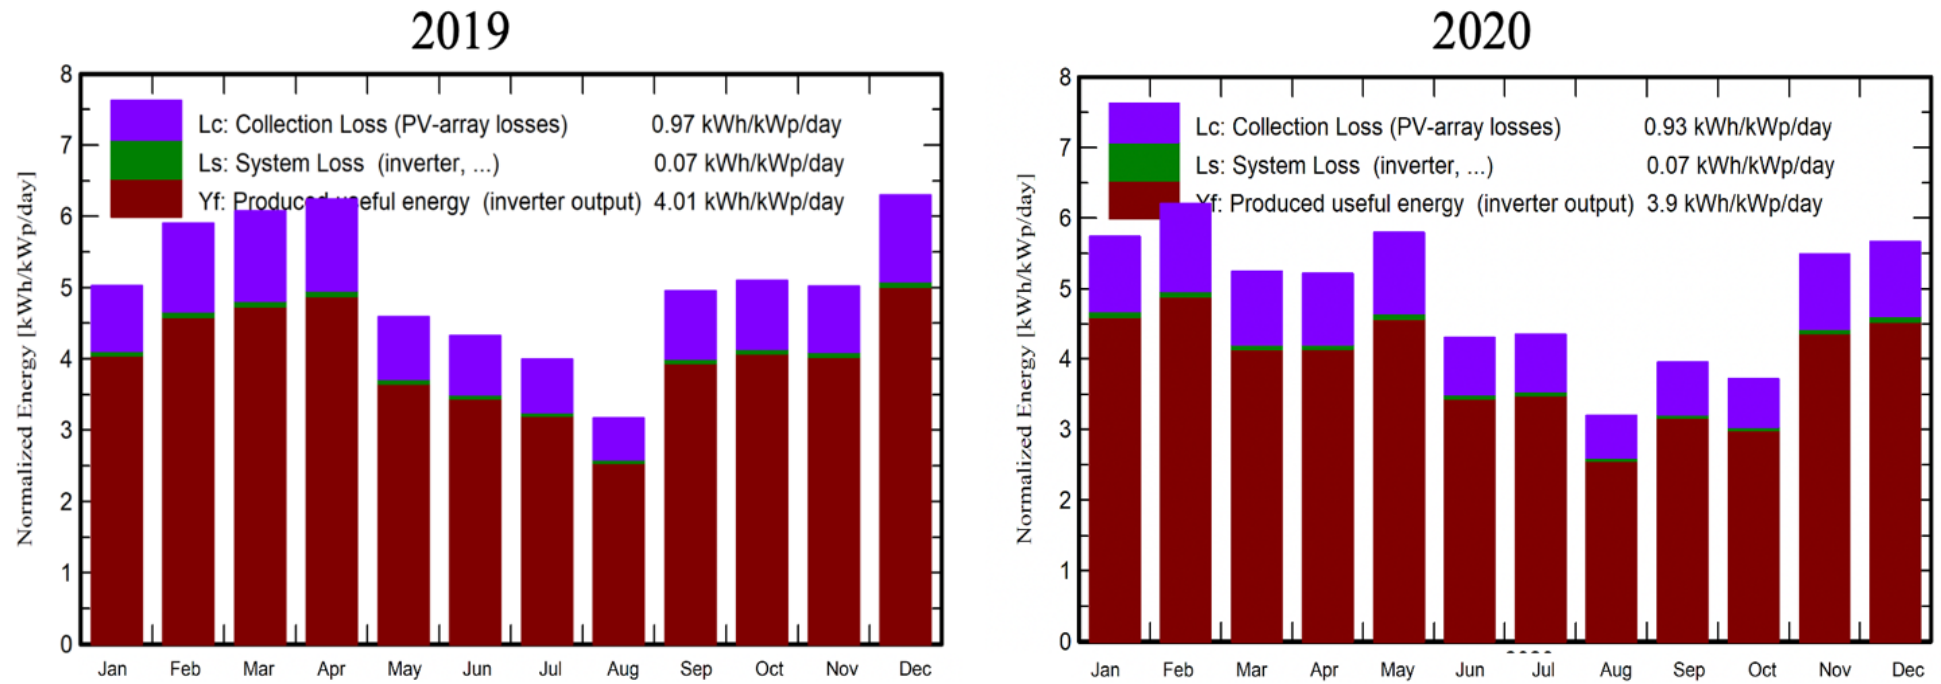 2019
8
7
6
5
4
3
2
1
0
Normalized Energy [kWh/kWp/day]
Lc: Collection Loss (PV-array losses) 0.97 kWh/kWp/day
Ls: System Loss (inverter, ...) 0.07 kWh/kWp/day
Yf: Produced useful energy (inverter output) 4.01 kWh/kWp/day
Jan Feb Mar Apr May Jun Jul Aug Sep Oct Nov Dec
2020
8
7
6
5
4
3
2
1
0
Normalized Energy [kWh/kWp/day]
Lc: Collection Loss (PV-array losses) 0.93 kWh/kWp/day
Ls: System Loss (inverter, ...) 0.07 kWh/kWp/day
Yf: Produced useful energy (inverter output) 3.9 kWh/kWp/day
Jan Feb Mar Apr May Jun Jul Aug Sep Oct Nov Dec